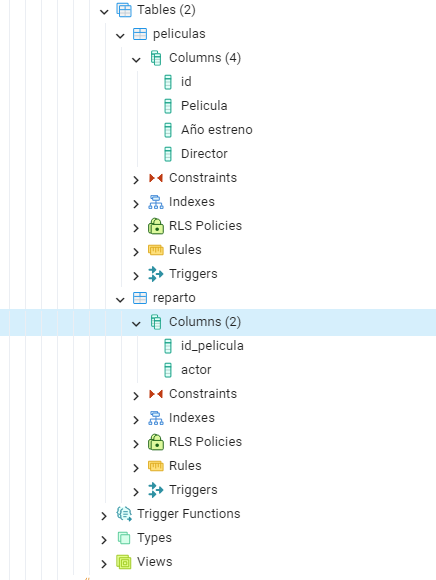 Tables (2)
peliculas
Columns (4)
id
Pelicula
Año estreno
Director
Constraints
Indexes
RLS Policies
Rules
Triggers
reparto
Columns (2)
id_pelicula
actor
Constraints
Indexes
RLS Policies
Rules
Triggers
Trigger Functions
Types
Views